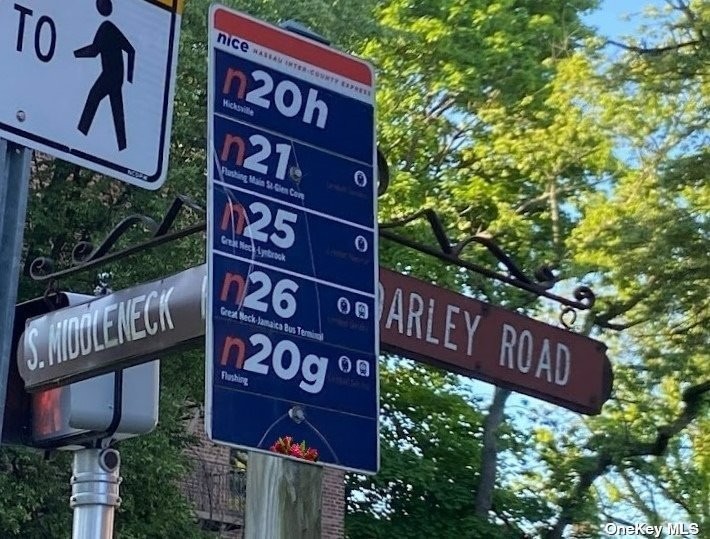 TO
nice NASSAU INTER-COUNTY EXPRESS
n20h
Hicksville
n21
Flushing Main St-Glen Cove
n25
Great Neck-Lynbrook
n26
Great Neck-Jamaica Bus Terminal
n20g
Flushing
S. MIDDLENECK
DARLEY ROAD
OneKey MLS